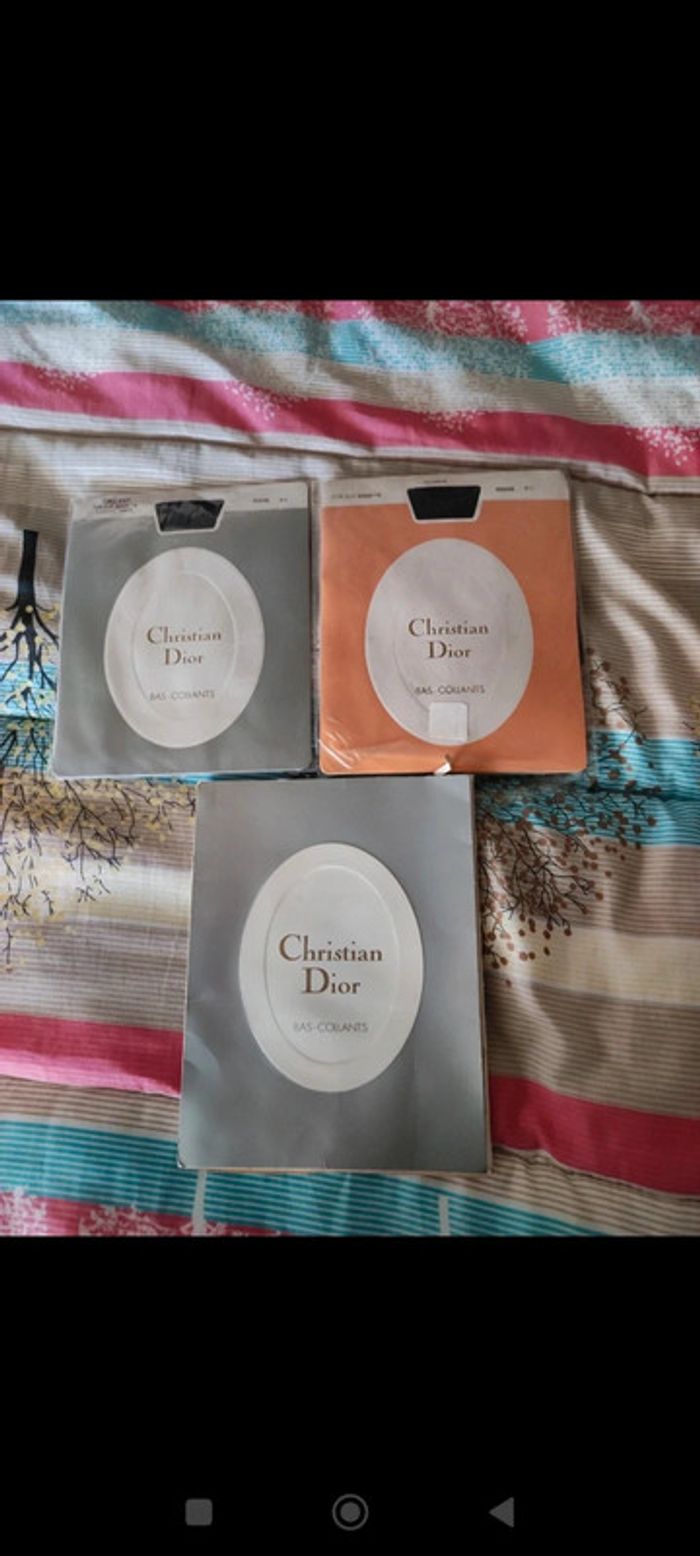 Christian
Dior
BAS-COLLANTS
Christian
Dior
BAS-COLLANTS
Christian
Dior
BAS-COLLANTS